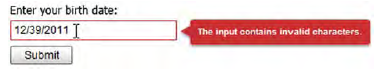 Enter your birth date:
12/39/2011
The input contains invalid characters.
Submit